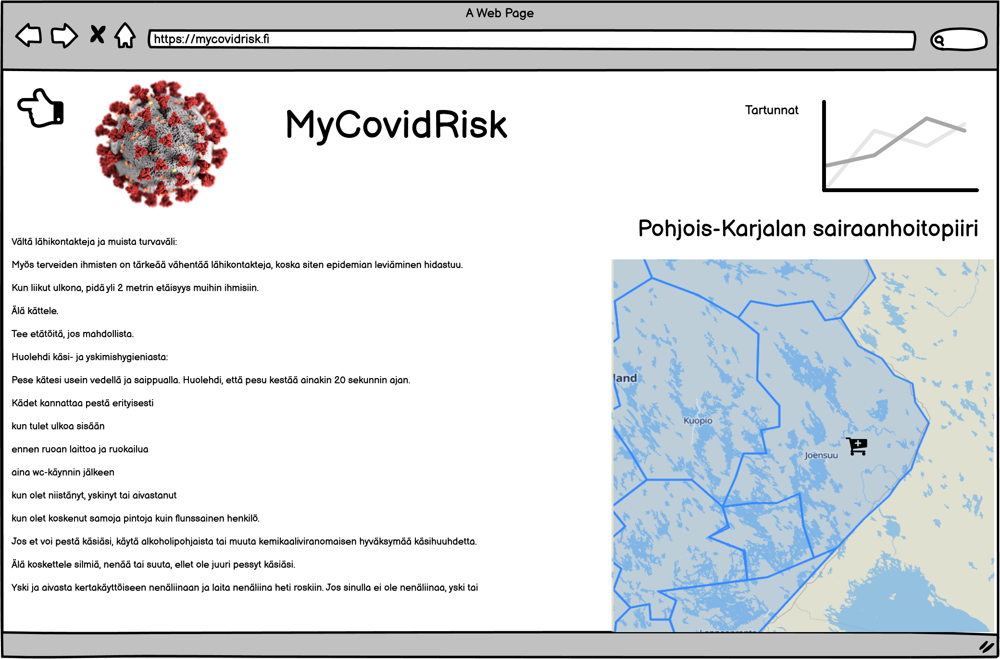 A Web Page
https://mycovidrisk.fi
MyCovidRisk
Tartunnat
Pohjois-Karjalan sairaanhoitopiiri
Vältä lähikontakteja ja muista turvaväli:
Myös terveiden ihmisten on tärkeää vähentää lähikontakteja, koska siten epidemian leviäminen hidastuu.
Kun liikut ulkona, pidä yli 2 metrin etäisyys muihin ihmisiin.
Älä kättele.
Tee etätöitä, jos mahdollista.
Huolehdi käsi- ja yskimishygieniasta:
Pese kätesi usein vedellä ja saippualla. Huolehdi, että pesu kestää ainakin 20 sekunnin ajan.
Kädet kannattaa pestä erityisesti
kun tulet ulkoa sisään
ennen ruoan laittoa ja ruokailua
aina wc-käynnin jälkeen
kun olet niistänyt, yskinyt tai aivastanut
kun olet koskenut samoja pintoja kuin flunssainen henkilö.
Jos et voi pestä käsiäsi, käytä alkoholipohjaista tai muuta kemikaaliviranomaisen hyväksymää käsihuuhdetta.
Älä koskettele silmiä, nenää tai suuta, ellet ole juuri pessyt käsiäsi.
Yski ja aivasta kertakäyttöiseen nenäliinaan ja laita nenäliina heti roskiin. Jos sinulla ei ole nenäliinaa, yski tai
land
Kuopio
Joensuu